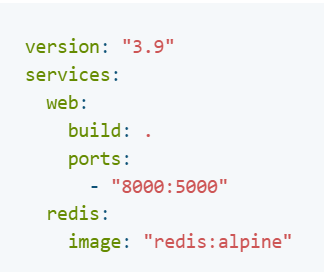 version: "3.9"
services:
  web:
    build: .
    ports:
      - "8000:5000"
  redis:
    image: "redis:alpine"